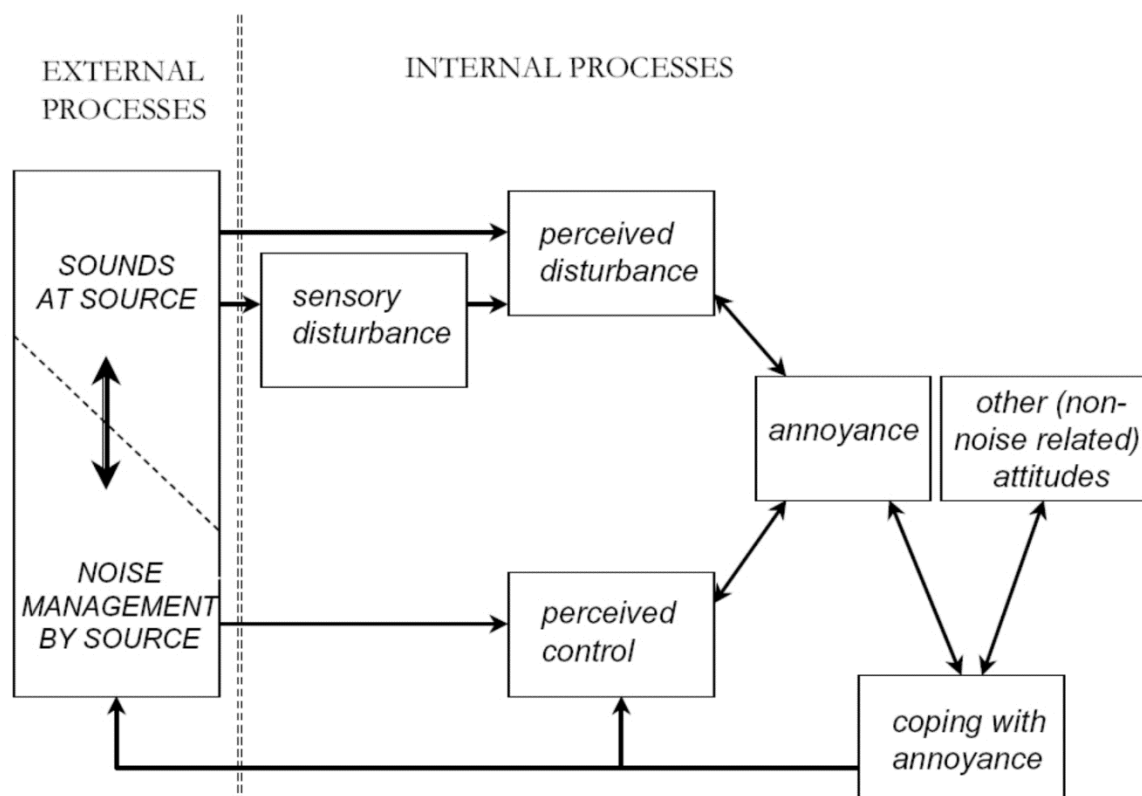 EXTERNAL
PROCESSES
INTERNAL PROCESSES
SOUNDS
AT SOURCE
sensory
disturbance
perceived
disturbance
annoyance
other (non-
noise related)
attitudes
NOISE
MANAGEMENT
BY SOURCE
perceived
control
coping with
annoyance